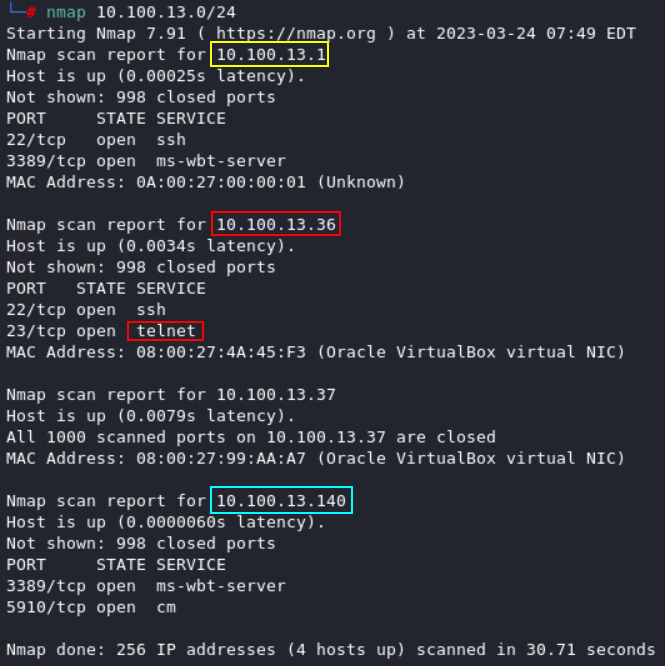 └─# nmap 10.100.13.0/24
Starting Nmap 7.91 ( https://nmap.org ) at 2023-03-24 07:49 EDT
Nmap scan report for 10.100.13.1
Host is up (0.00025s latency).
Not shown: 998 closed ports
PORT     STATE SERVICE
22/tcp   open  ssh
3389/tcp open  ms-wbt-server
MAC Address: 0A:00:27:00:00:01 (Unknown)

Nmap scan report for 10.100.13.36
Host is up (0.0034s latency).
Not shown: 998 closed ports
PORT   STATE SERVICE
22/tcp open  ssh
23/tcp open  telnet
MAC Address: 08:00:27:4A:45:F3 (Oracle VirtualBox virtual NIC)

Nmap scan report for 10.100.13.37
Host is up (0.0079s latency).
All 1000 scanned ports on 10.100.13.37 are closed
MAC Address: 08:00:27:99:AA:A7 (Oracle VirtualBox virtual NIC)

Nmap scan report for 10.100.13.140
Host is up (0.0000060s latency).
Not shown: 998 closed ports
PORT     STATE SERVICE
3389/tcp open  ms-wbt-server
5910/tcp open  cm

Nmap done: 256 IP addresses (4 hosts up) scanned in 30.71 seconds